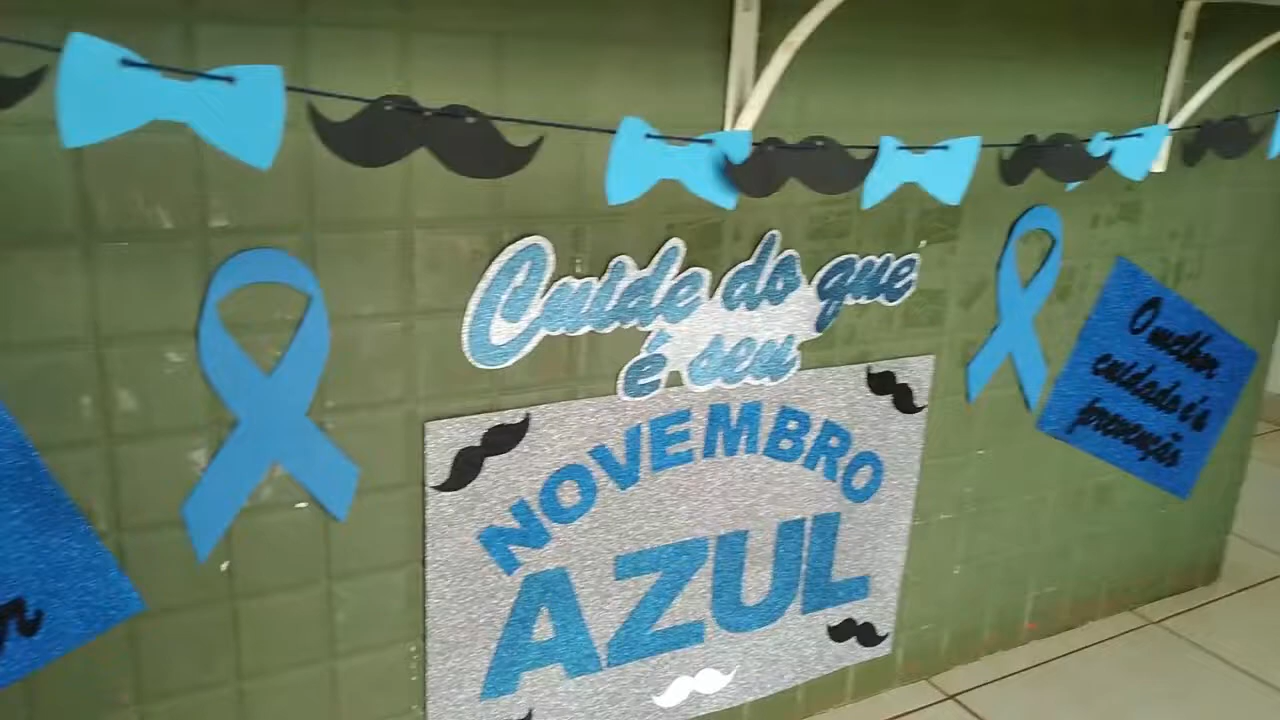 Cuide do que
é seu
NOVEMBRO
AZUL
O melhor
cuidado é a
prevenção